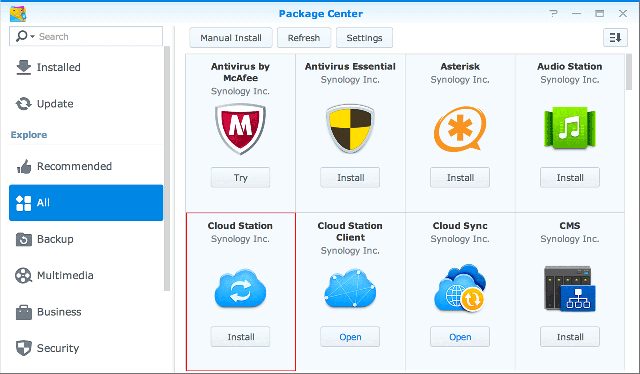 Package Center
?
Search
Manual Install
Refresh
Settings
Installed
Update
Explore
Recommended
All
Backup
Multimedia
Business
Security
Antivirus by
McAfee
Synology Inc.
M
Try
Antivirus Essential
Synology Inc.
Install
Asterisk
Synology Inc.
Install
Audio Station
Synology Inc.
Install
Cloud Station
Synology Inc.
Install
Cloud Station
Client
Synology Inc.
Open
Cloud Sync
Synology Inc.
Open
CMS
Synology Inc.
Install